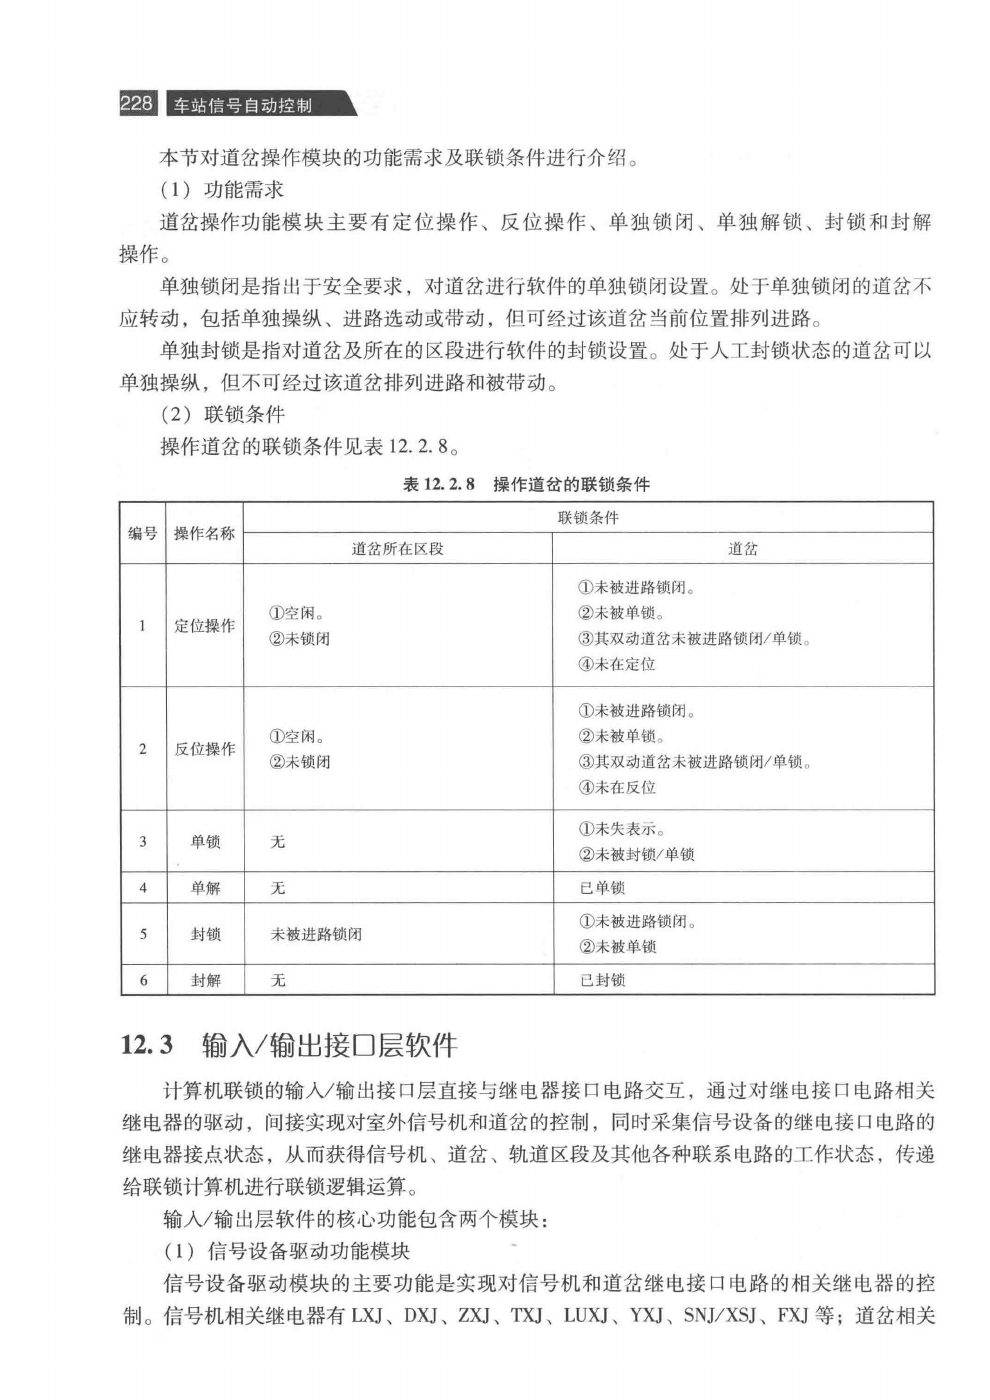 228 车站信号自动控制
本节对道岔操作模块的功能需求及联锁条件进行介绍。
(1) 功能需求
道岔操作功能模块主要有定位操作、反位操作、单独锁闭、单独解锁、封锁和封解
操作。
单独锁闭是指出于安全要求，对道岔进行软件的单独锁闭设置。处于单独锁闭的道岔不
应转动，包括单独操纵、进路选动或带动，但可经过该道岔当前位置排列进路。
单独封锁是指对道岔及所在的区段进行软件的封锁设置。处于人工封锁状态的道岔可以
单独操纵，但不可经过该道岔排列进路和被带动。
(2) 联锁条件
操作道岔的联锁条件见表 12.2.8。
表 12.2.8 操作道岔的联锁条件
编号 操作名称 联锁条件
道岔所在区段 道岔
1 定位操作
①空闲。
②未锁闭
①未被进路锁闭。
②未被单锁。
③其双动道岔未被进路锁闭/单锁。
④未在定位
2 反位操作
①空闲。
②未锁闭
①未被进路锁闭。
②未被单锁。
③其双动道岔未被进路锁闭/单锁。
④未在反位
3 单锁 无
①未失表示。
②未被封锁/单锁
4 单解 无 已单锁
5 封锁 未被进路锁闭
①未被进路锁闭。
②未被单锁
6 封解 无 已封锁
12.3 输入/输出接口层软件
计算机联锁的输入/输出接口层直接与继电器接口电路交互，通过对继电接口电路相关
继电器的驱动，间接实现对室外信号机和道岔的控制，同时采集信号设备的继电接口电路的
继电器接点状态，从而获得信号机、道岔、轨道区段及其他各种联系电路的工作状态，传递
给联锁计算机进行联锁逻辑运算。
输入/输出层软件的核心功能包含两个模块：
(1) 信号设备驱动功能模块
信号设备驱动模块的主要功能是实现对信号机和道岔继电接口电路的相关继电器的控
制。信号机相关继电器有 LXJ、DXJ、ZXJ、TXJ、LUXJ、YXJ、SNJ/XSJ、FXJ 等；道岔相关